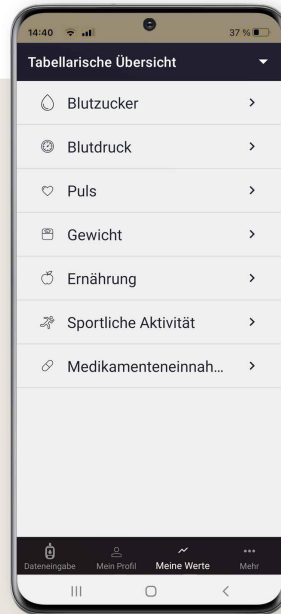 14:40
37 %
Tabellarische Übersicht
Blutzucker
Blutdruck
Puls
Gewicht
Ernährung
Sportliche Aktivität
Medikamenteneinnah...
Dateneingabe Mein Profil Meine Werte Mehr